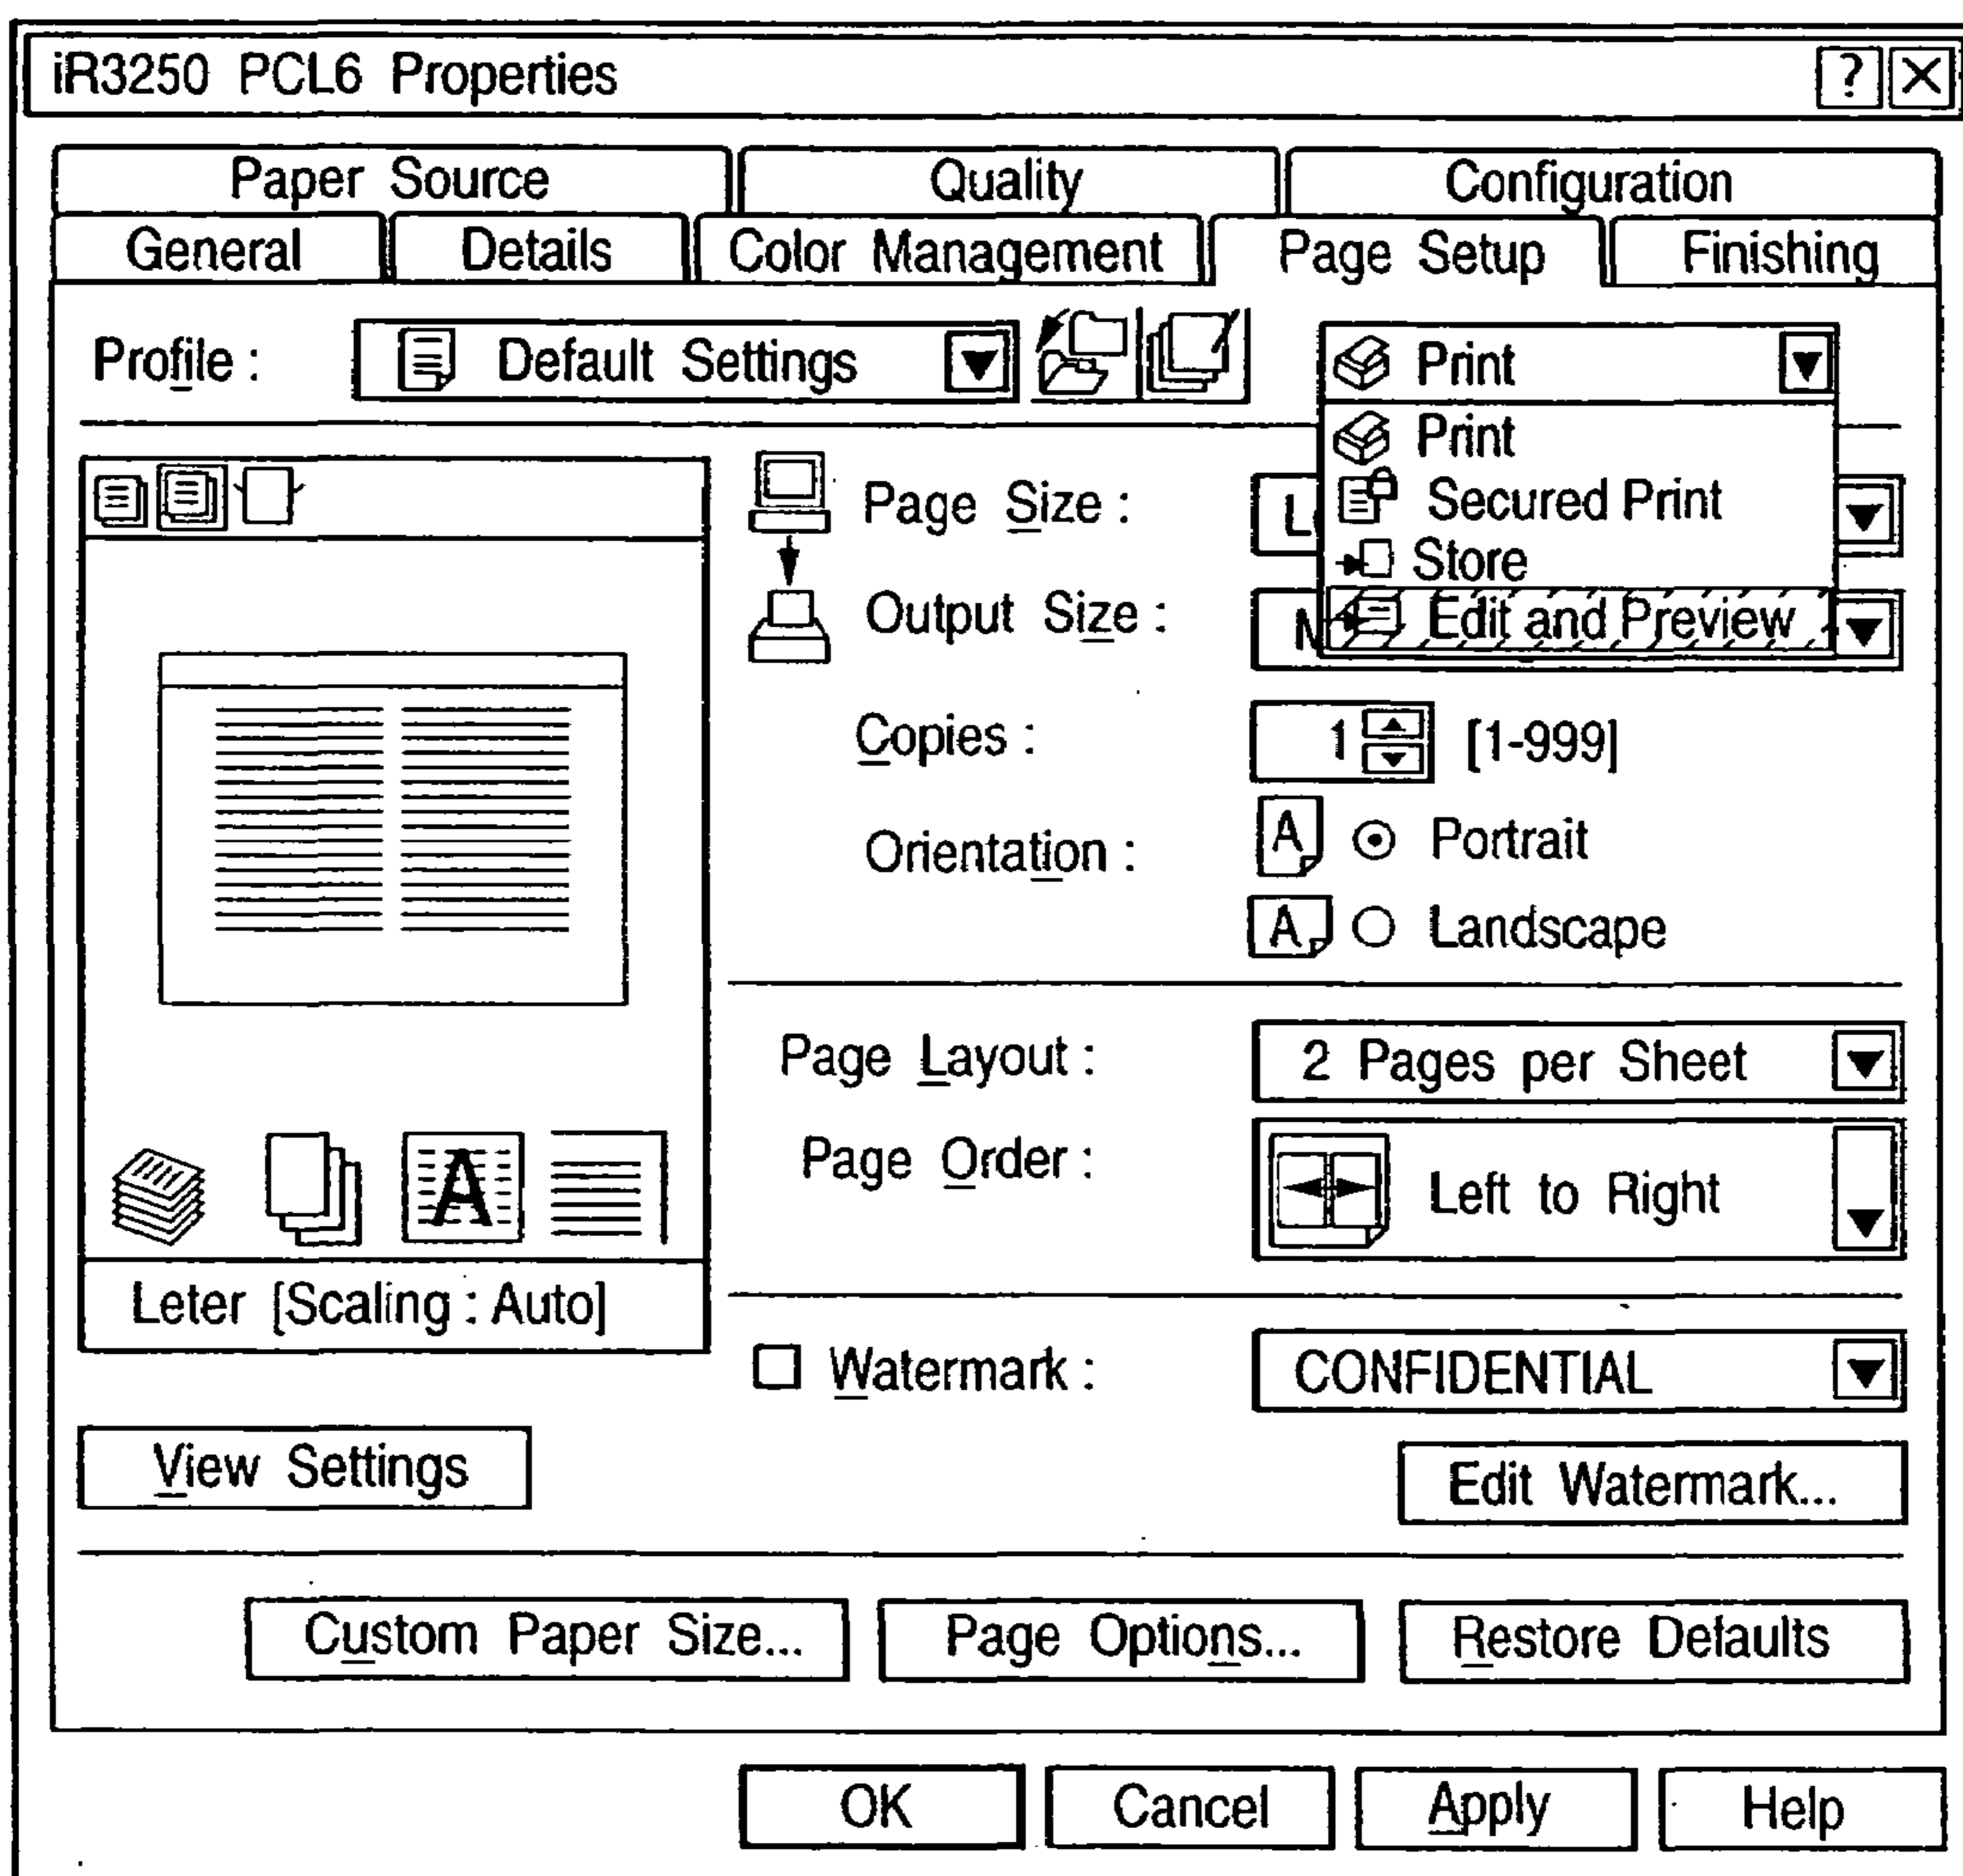 iR3250 PCL6 Properties ? X
Paper Source Quality Configuration
General Details Color Management Page Setup Finishing
Profile : Default Settings Print
Print
Secured Print
Store
Edit and Preview
Page Size : L
Output Size : N
Copies : 1 [1-999]
Orientation : A Portrait
A Landscape
Page Layout : 2 Pages per Sheet
Page Order : Left to Right
A
Leter [Scaling : Auto]
Watermark : CONFIDENTIAL
View Settings
Edit Watermark...
Custom Paper Size... Page Options... Restore Defaults
OK Cancel Apply Help